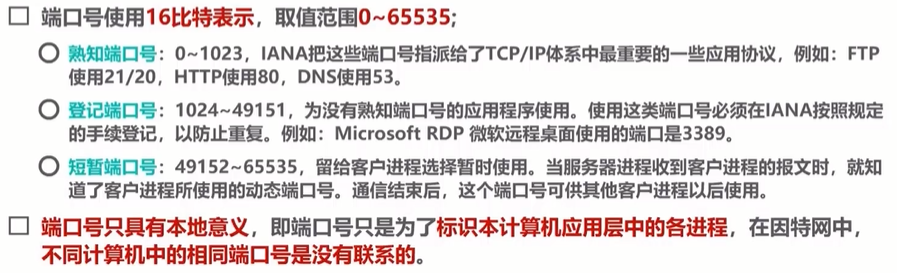 端口号使用16比特表示，取值范围0~65535;
熟知端口号：0~1023，IANA把这些端口号指派给了TCP/IP体系中最重要的一些应用协议，例如：FTP
使用21/20，HTTP使用80，DNS使用53。
登记端口号：1024~49151，为没有熟知端口号的应用程序使用。使用这类端口号必须在IANA按照规定
的手续登记，以防止重复。例如：Microsoft RDP 微软远程桌面使用的端口是3389。
短暂端口号：49152~65535，留给客户进程选择暂时使用。当服务器进程收到客户进程的报文时，就知
道了客户进程所使用的动态端口号。通信结束后，这个端口号可供其他客户进程以后使用。
端口号只具有本地意义，即端口号只是为了标识本计算机应用层中的各进程，在因特网中，
不同计算机中的相同端口号是没有联系的。